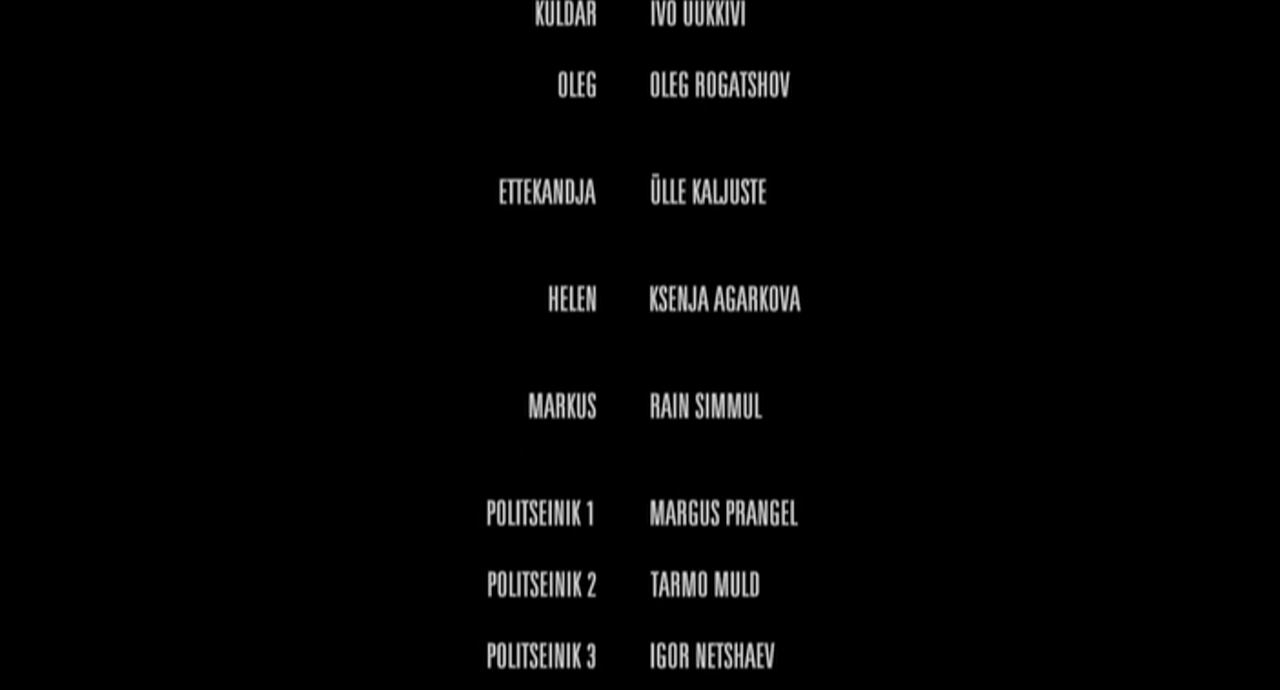 KULDAR IVO UUKKIVI
OLEG OLEG ROGATSHOV
ETTEKANDJA ÜLLE KALJUSTE
HELEN KSENJA AGARKOVA
MARKUS RAIN SIMMUL
POLITSEINIK 1 MARGUS PRANGEL
POLITSEINIK 2 TARMO MULD
POLITSEINIK 3 IGOR NETSHAEV